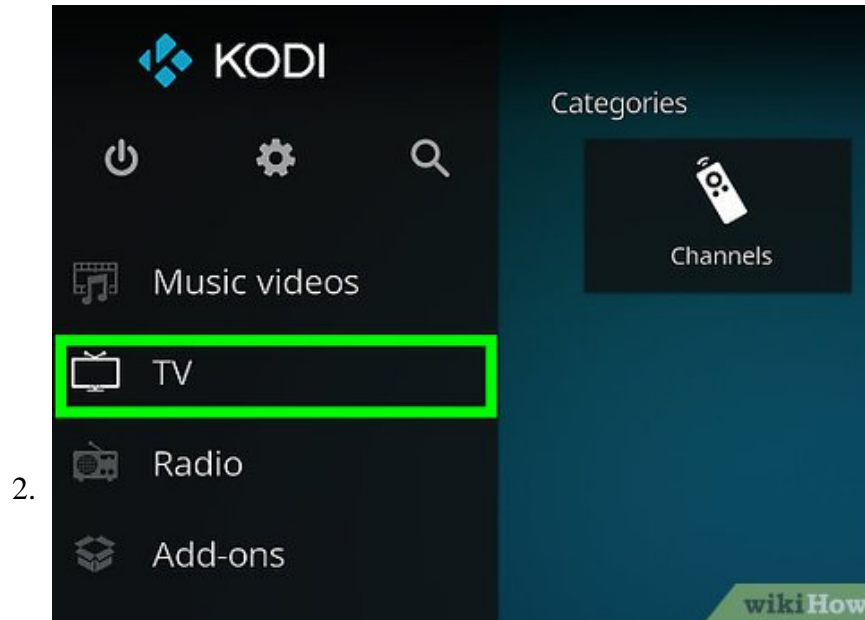 KODI
Categories
Channels
Music videos
TV
Radio
2.
Add-ons
wikiHow